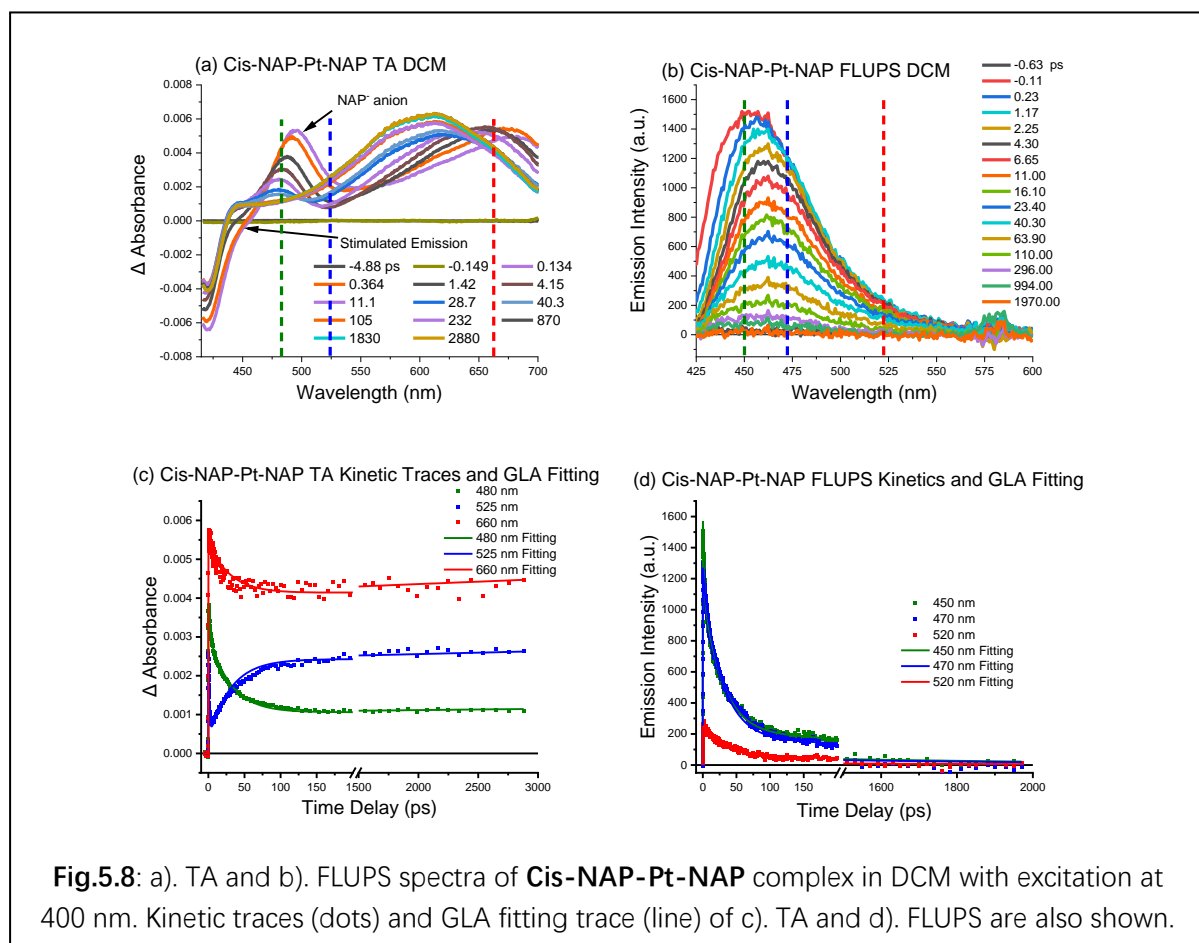 (a) Cis-NAP-Pt-NAP TA DCM
NAP- anion
Stimulated Emission
-4.88 ps
-0.149
0.134
0.364
1.42
4.15
11.1
28.7
40.3
105
232
870
1830
2880
0.008
0.006
0.004
0.002
0.000
-0.002
-0.004
-0.006
-0.008
Δ Absorbance
450 500 550 600 650 700
Wavelength (nm)
(b) Cis-NAP-Pt-NAP FLUPS DCM
-0.63 ps
-0.11
0.23
1.17
2.25
4.30
6.65
11.00
16.10
23.40
40.30
63.90
110.00
296.00
994.00
1970.00
1600
1400
1200
1000
800
600
400
200
0
Emission Intensity (a.u.)
425 450 475 500 525 550 575 600
Wavelength (nm)
(c) Cis-NAP-Pt-NAP TA Kinetic Traces and GLA Fitting
480 nm
525 nm
660 nm
480 nm Fitting
525 nm Fitting
660 nm Fitting
0.006
0.005
0.004
0.003
0.002
0.001
0.000
Δ Absorbance
0 50 100 150 1500 2000 2500 3000
Time Delay (ps)
(d) Cis-NAP-Pt-NAP FLUPS Kinetics and GLA Fitting
450 nm
470 nm
520 nm
450 nm Fitting
470 nm Fitting
520 nm Fitting
1600
1400
1200
1000
800
600
400
200
0
Emission Intensity (a.u.)
0 50 100 150 1600 1800 2000
Time Delay (ps)
Fig.5.8: a). TA and b). FLUPS spectra of Cis-NAP-Pt-NAP complex in DCM with excitation at
400 nm. Kinetic traces (dots) and GLA fitting trace (line) of c). TA and d). FLUPS are also shown.